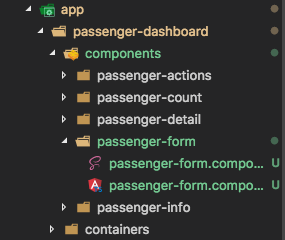 app
passenger-dashboard
components
passenger-actions
passenger-count
passenger-detail
passenger-form
passenger-form.compo... U
passenger-form.compo... U
passenger-info
containers